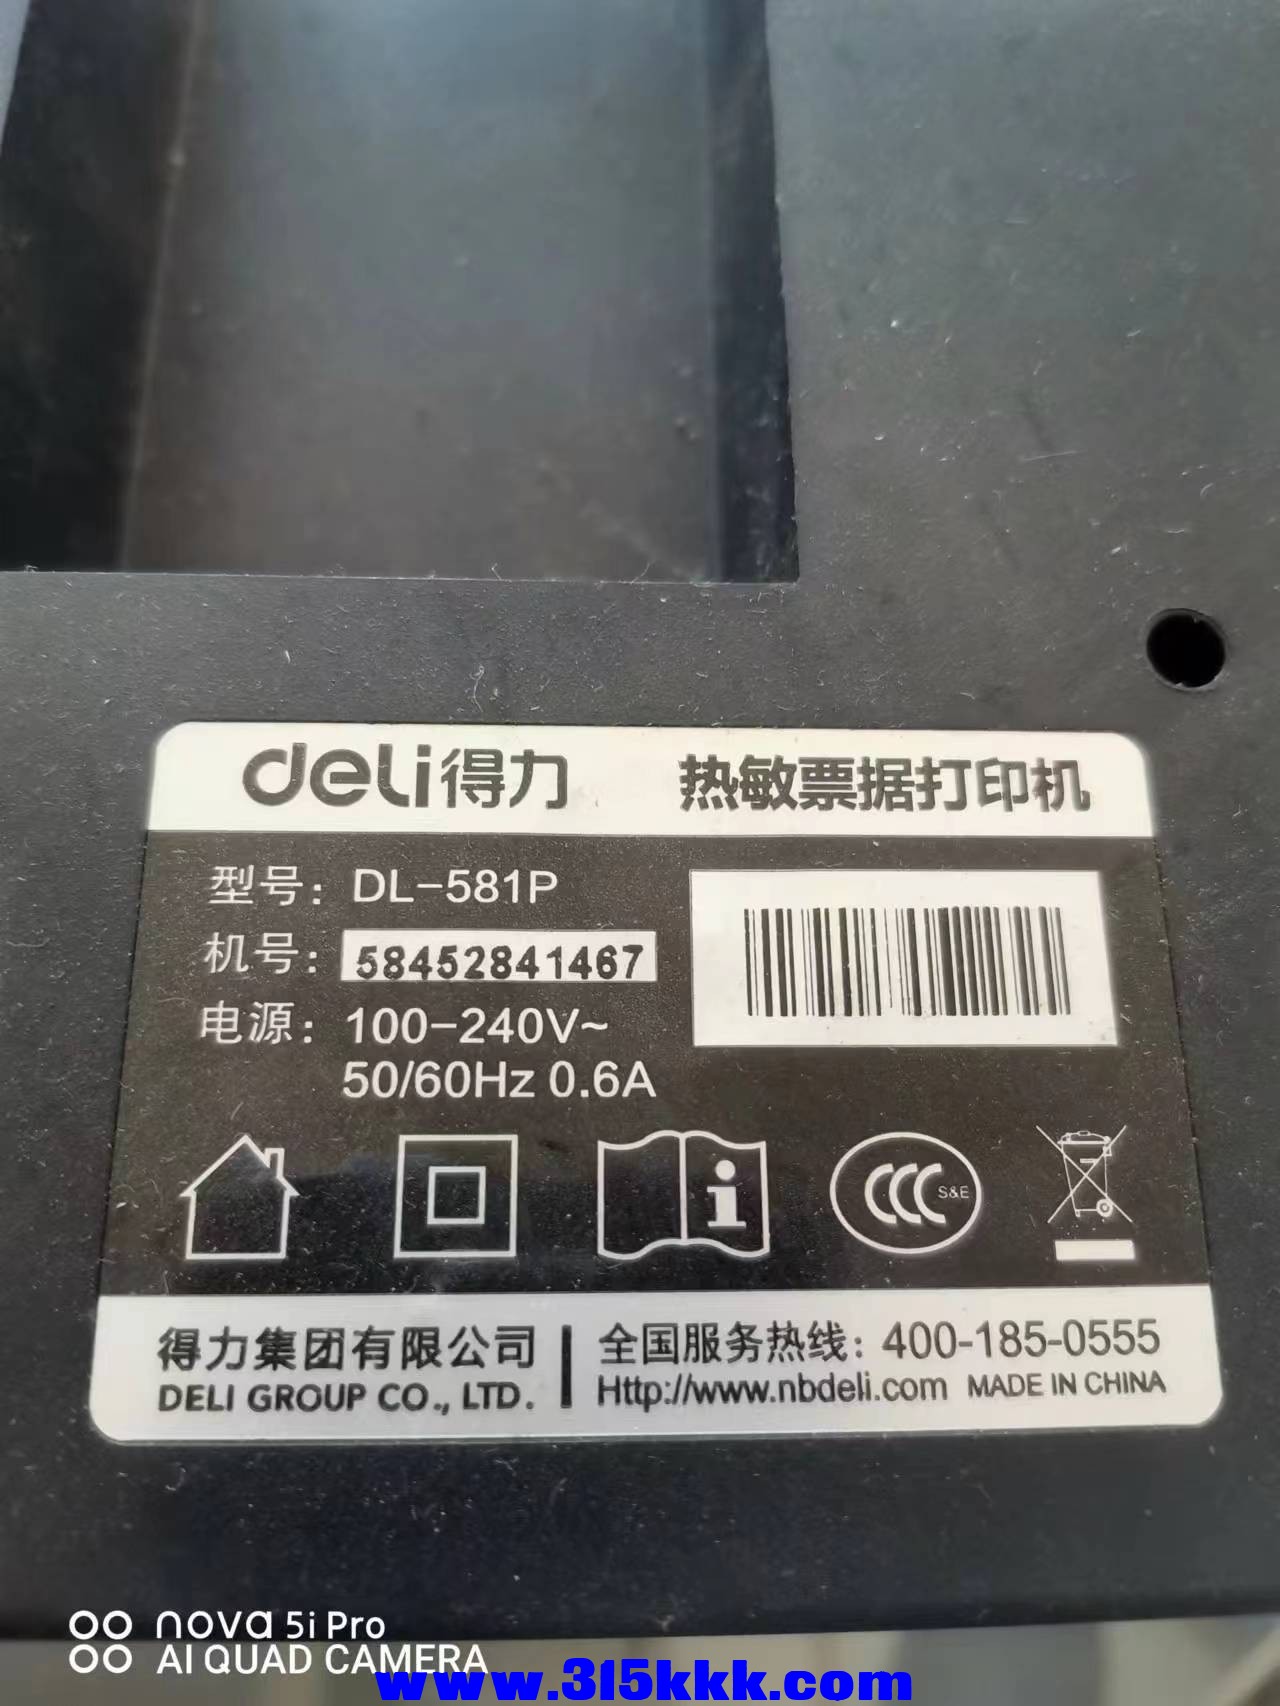 deli得力 热敏票据打印机
型号: DL-581P
机号: 58452841467
电源: 100-240V~
50/60Hz 0.6A
CCC S&E
得力集团有限公司 全国服务热线: 400-185-0555
DELI GROUP CO., LTD. Http://www.nbdeli.com MADE IN CHINA
nova 5i Pro
AI QUAD CAMERA
www.315kkk.com